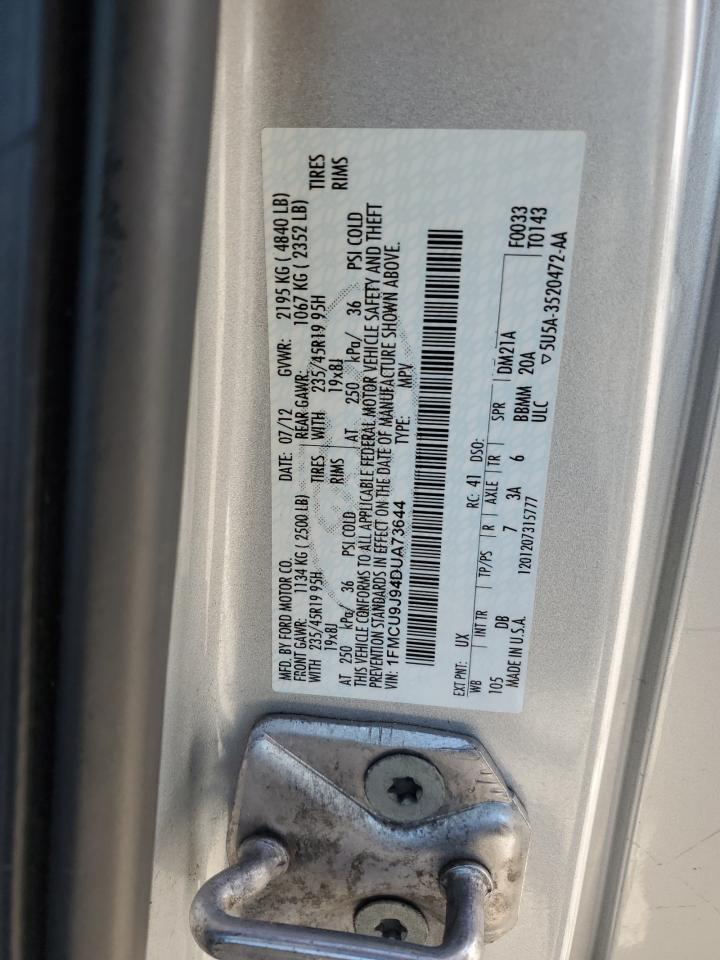 MFD. BY FORD MOTOR CO. DATE: 07/12 GVWR: 2195 KG ( 4840 LB)
FRONT GAWR: 1134 KG ( 2500 LB) REAR GAWR: 1067 KG ( 2352 LB)
WITH 235/45R19 95H TIRES WITH 235/45R19 95H TIRES
19x8J RIMS 19x8J RIMS
AT 250 kPa/ 36 PSI COLD AT 250 kPa/ 36 PSI COLD
THIS VEHICLE CONFORMS TO ALL APPLICABLE FEDERAL MOTOR VEHICLE SAFETY AND THEFT
PREVENTION STANDARDS IN EFFECT ON THE DATE OF MANUFACTURE SHOWN ABOVE.
VIN: 1FMCU9J94DUA73644 TYPE: MPV
F0033
T0143
EXT PNT: UX RC: 41 DSO:
WB INT TR TP/PS R AXLE TR SPR DM21A
105 DB 7 3A 6 BBMM 20A
MADE IN U.S.A. 1201207315777 ULC ▽5U5A-3520472-AA